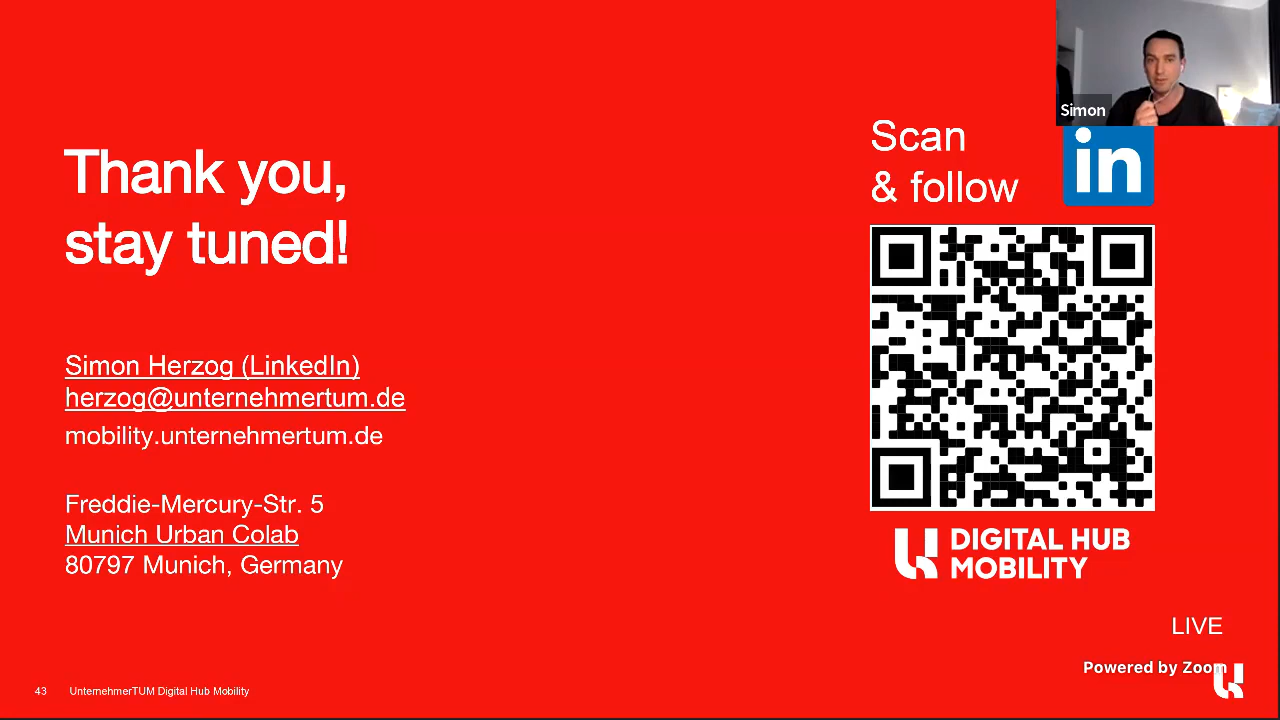 Simon
Scan
& follow
in
Thank you,
stay tuned!
Simon Herzog (LinkedIn)
herzog@unternehmertum.de
mobility.unternehmertum.de
Freddie-Mercury-Str. 5
Munich Urban Colab
80797 Munich, Germany
DIGITAL HUB
MOBILITY
LIVE
Powered by Zoom
43 UnternehmerTUM Digital Hub Mobility